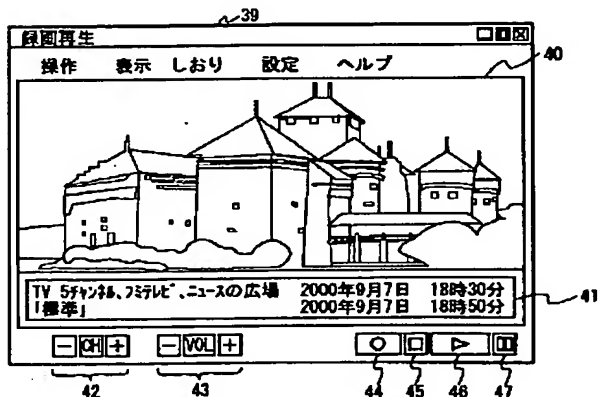 39
録画再生
操作 表示 しおり 設定 ヘルプ
40
TV 5チャンネル、フミテレビ、ニュースの広場 2000年9月7日 18時30分
「標準」 2000年9月7日 18時50分
41
− CH + − VOL +
42 43 44 45 46 47